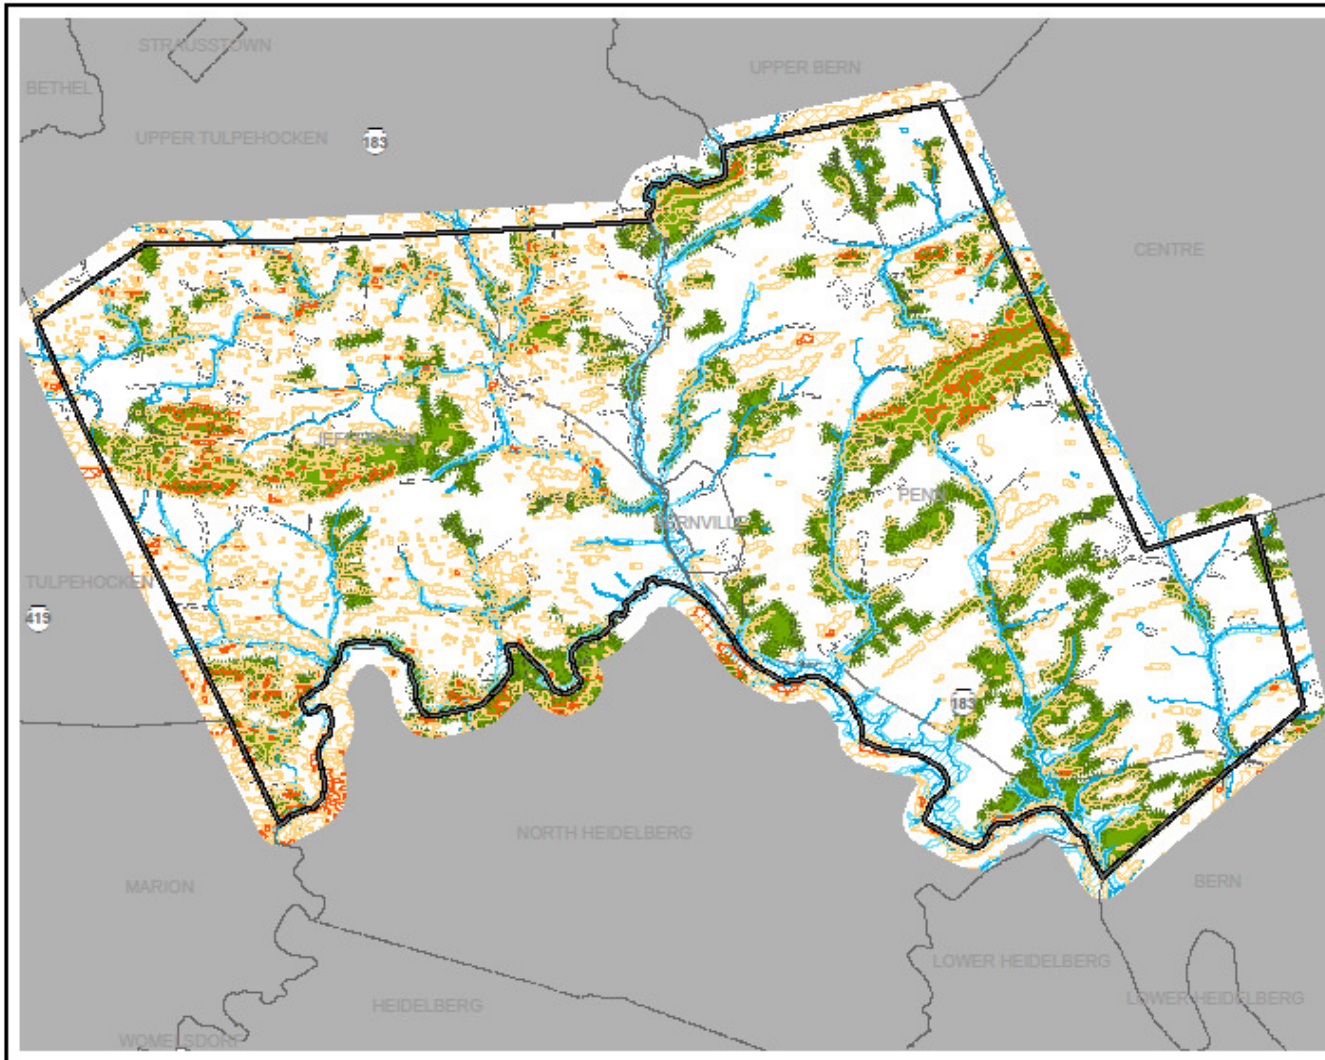 STRAUSSTOWN
UPPER BERN
BETHEL
UPPER TULPEHOCKEN
183
CENTRE
JEFFERSON
PENN
BERNVILLE
TULPEHOCKEN
419
183
NORTH HEIDELBERG
MARION
BERN
LOWER HEIDELBERG
HEIDELBERG
LOWER HEIDELBERG
WOMELSDORF